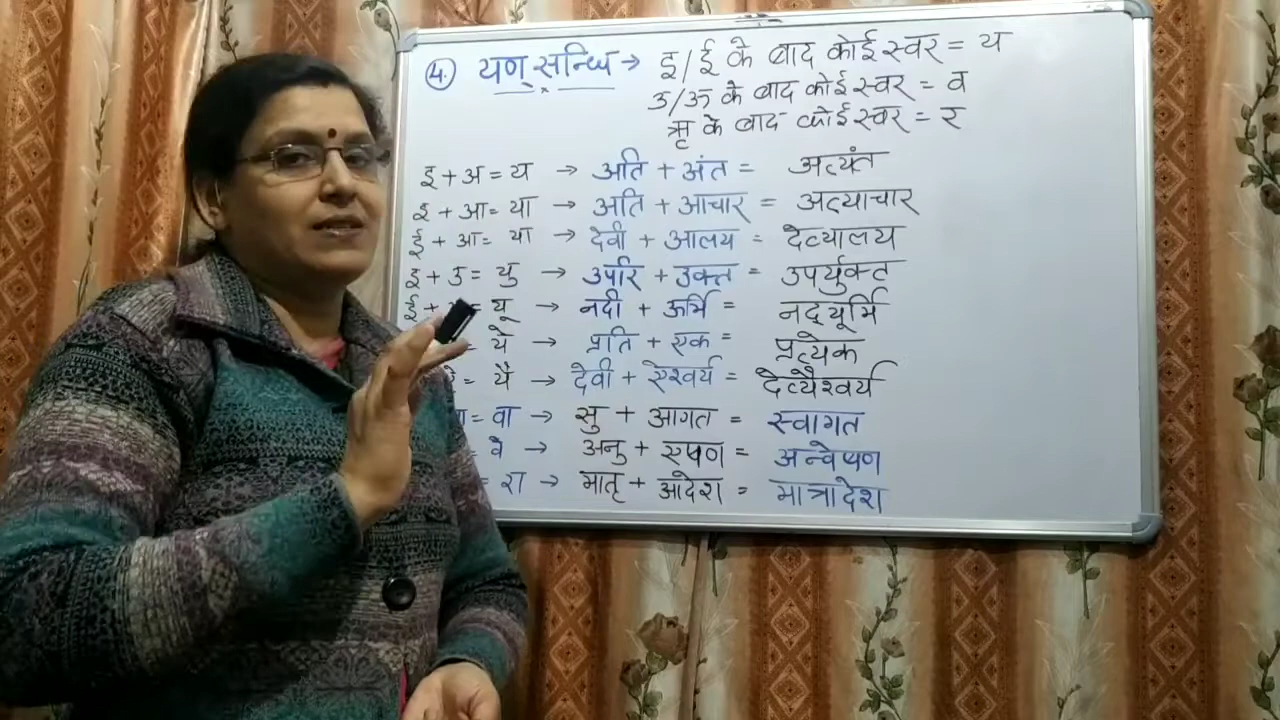 4. यण् सन्धि → इ/ई के बाद कोई स्वर = य
उ/ऊ के बाद कोई स्वर = व
ऋ के बाद कोई स्वर = र
इ + अ = य → अति + अंत = अत्यंत
इ + आ = या → अति + आचार = अत्याचार
ई + आ = या → देवी + आलय = देव्यालय
इ + उ = यु → उपरि + उक्त = उपर्युक्त
ई + = यू → नदी + ऊर्मि = नद्यूर्मि
= ये → प्रति + एक = प्रत्येक
= यै → देवी + ऐश्वर्य = देव्यैश्वर्य
= वा → सु + आगत = स्वागत
= वे → अनु + एषण = अन्वेषण
= रा → मातृ + आदेश = मात्रादेश